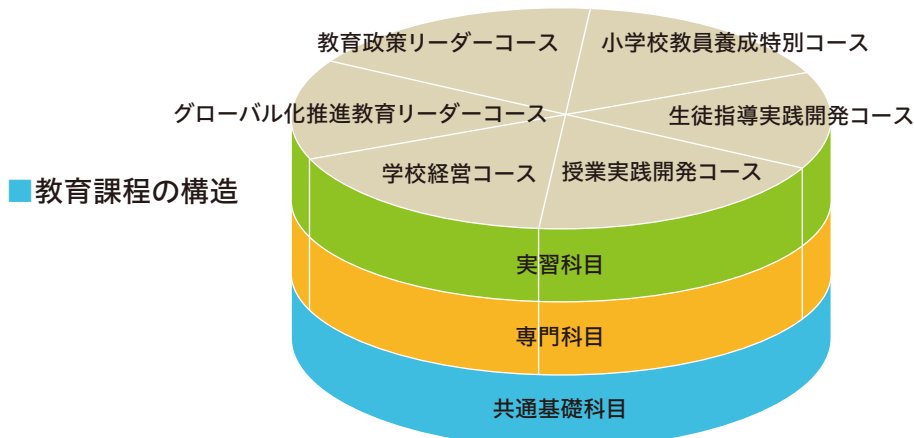 教育政策リーダーコース
小学校教員養成特別コース
グローバル化推進教育リーダーコース
生徒指導実践開発コース
学校経営コース
授業実践開発コース
■教育課程の構造
実習科目
専門科目
共通基礎科目